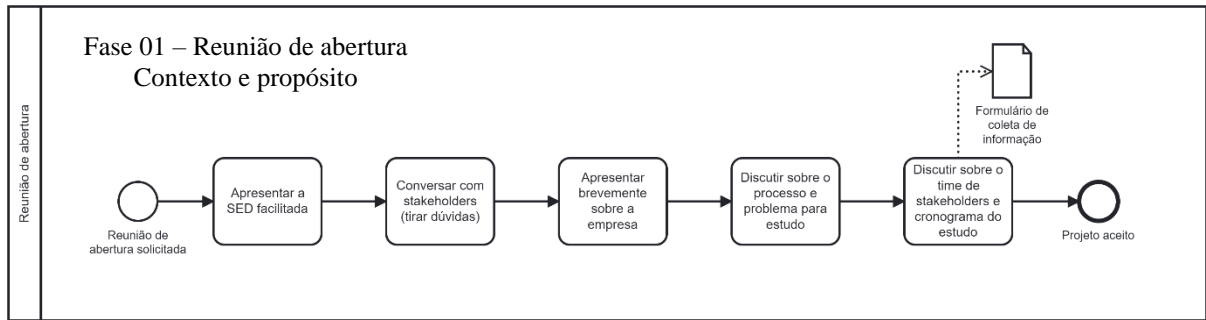 Reunião de abertura
Fase 01 – Reunião de abertura
Contexto e propósito
Reunião de
abertura solicitada
Apresentar a
SED facilitada
Conversar com
stakeholders
(tirar dúvidas)
Apresentar
brevemente
sobre a
empresa
Discutir sobre o
processo e
problema para
estudo
Discutir sobre o
time de
stakeholders e
cronograma do
estudo
Formulário de
coleta de
informação
Projeto aceito